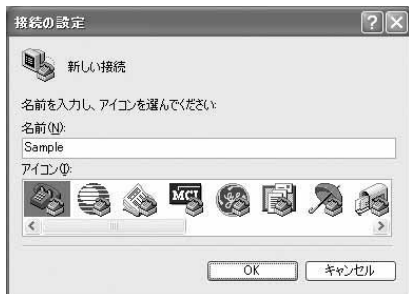 接続の設定
新しい接続
名前を入力し、アイコンを選んでください:
名前(N):
Sample
アイコン(I):
MCI
OK
キャンセル